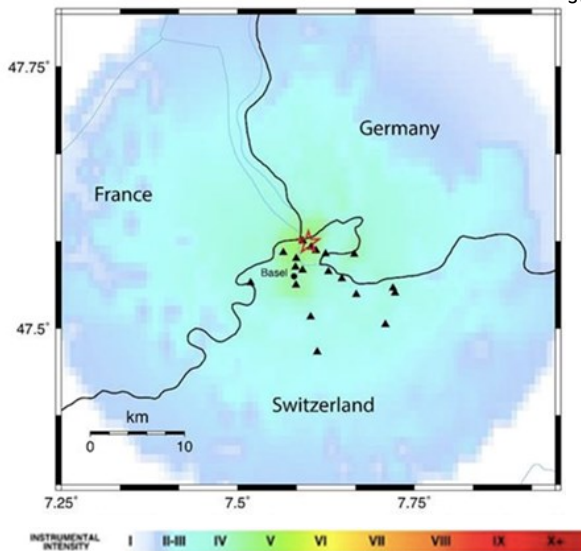 47.75°
Germany
France
Basel
47.5°
Switzerland
km
0 10
7.25° 7.5° 7.75°
INSTRUMENTAL INTENSITY I II-III IV V VI VII VIII IX X+